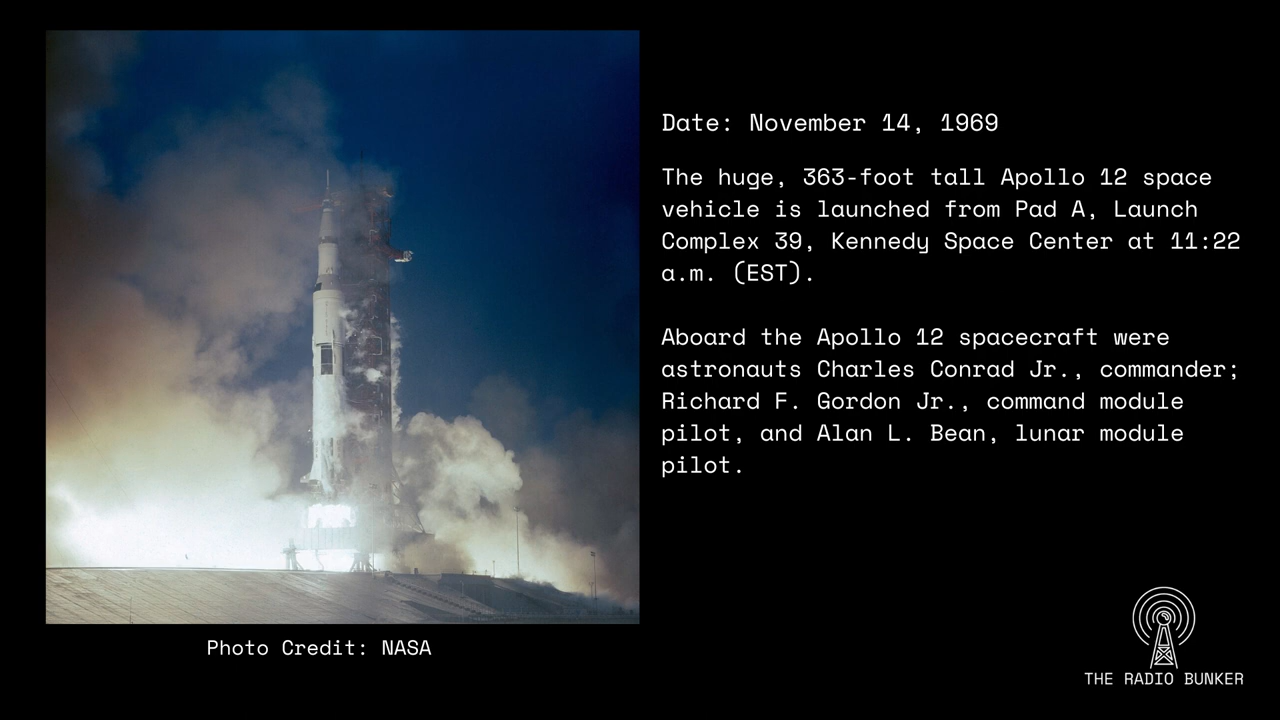 Date: November 14, 1969
The huge, 363-foot tall Apollo 12 space
vehicle is launched from Pad A, Launch
Complex 39, Kennedy Space Center at 11:22
a.m. (EST).
Aboard the Apollo 12 spacecraft were
astronauts Charles Conrad Jr., commander;
Richard F. Gordon Jr., command module
pilot, and Alan L. Bean, lunar module
pilot.
Photo Credit: NASA
THE RADIO BUNKER